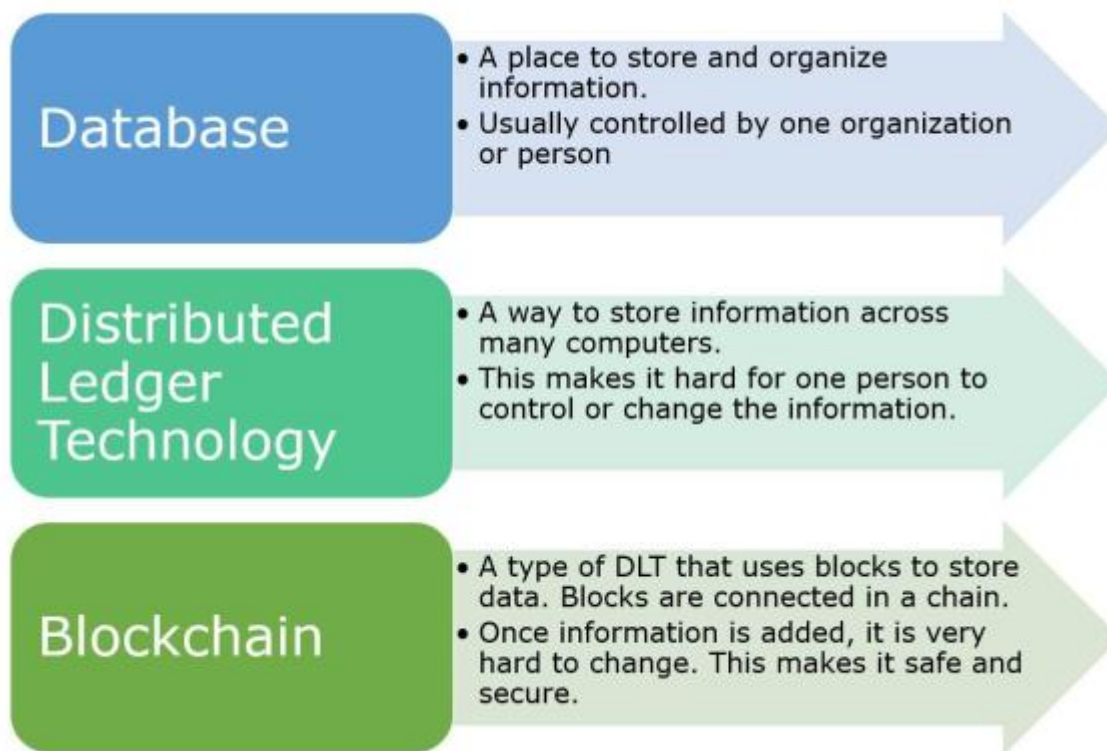 Database
• A place to store and organize
information.
• Usually controlled by one organization
or person
Distributed
Ledger
Technology
• A way to store information across
many computers.
• This makes it hard for one person to
control or change the information.
Blockchain
• A type of DLT that uses blocks to store
data. Blocks are connected in a chain.
• Once information is added, it is very
hard to change. This makes it safe and
secure.